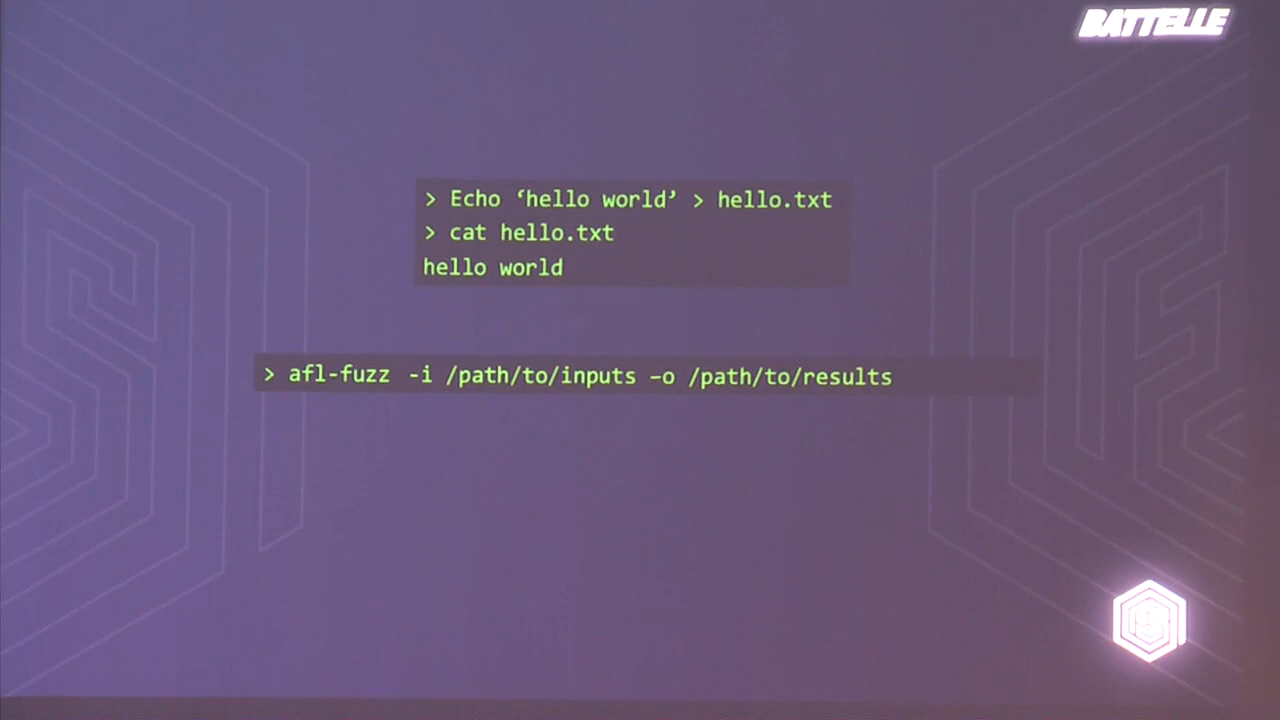 BATTELLE
> Echo ‘hello world’ > hello.txt
> cat hello.txt
hello world
> afl-fuzz -i /path/to/inputs –o /path/to/results